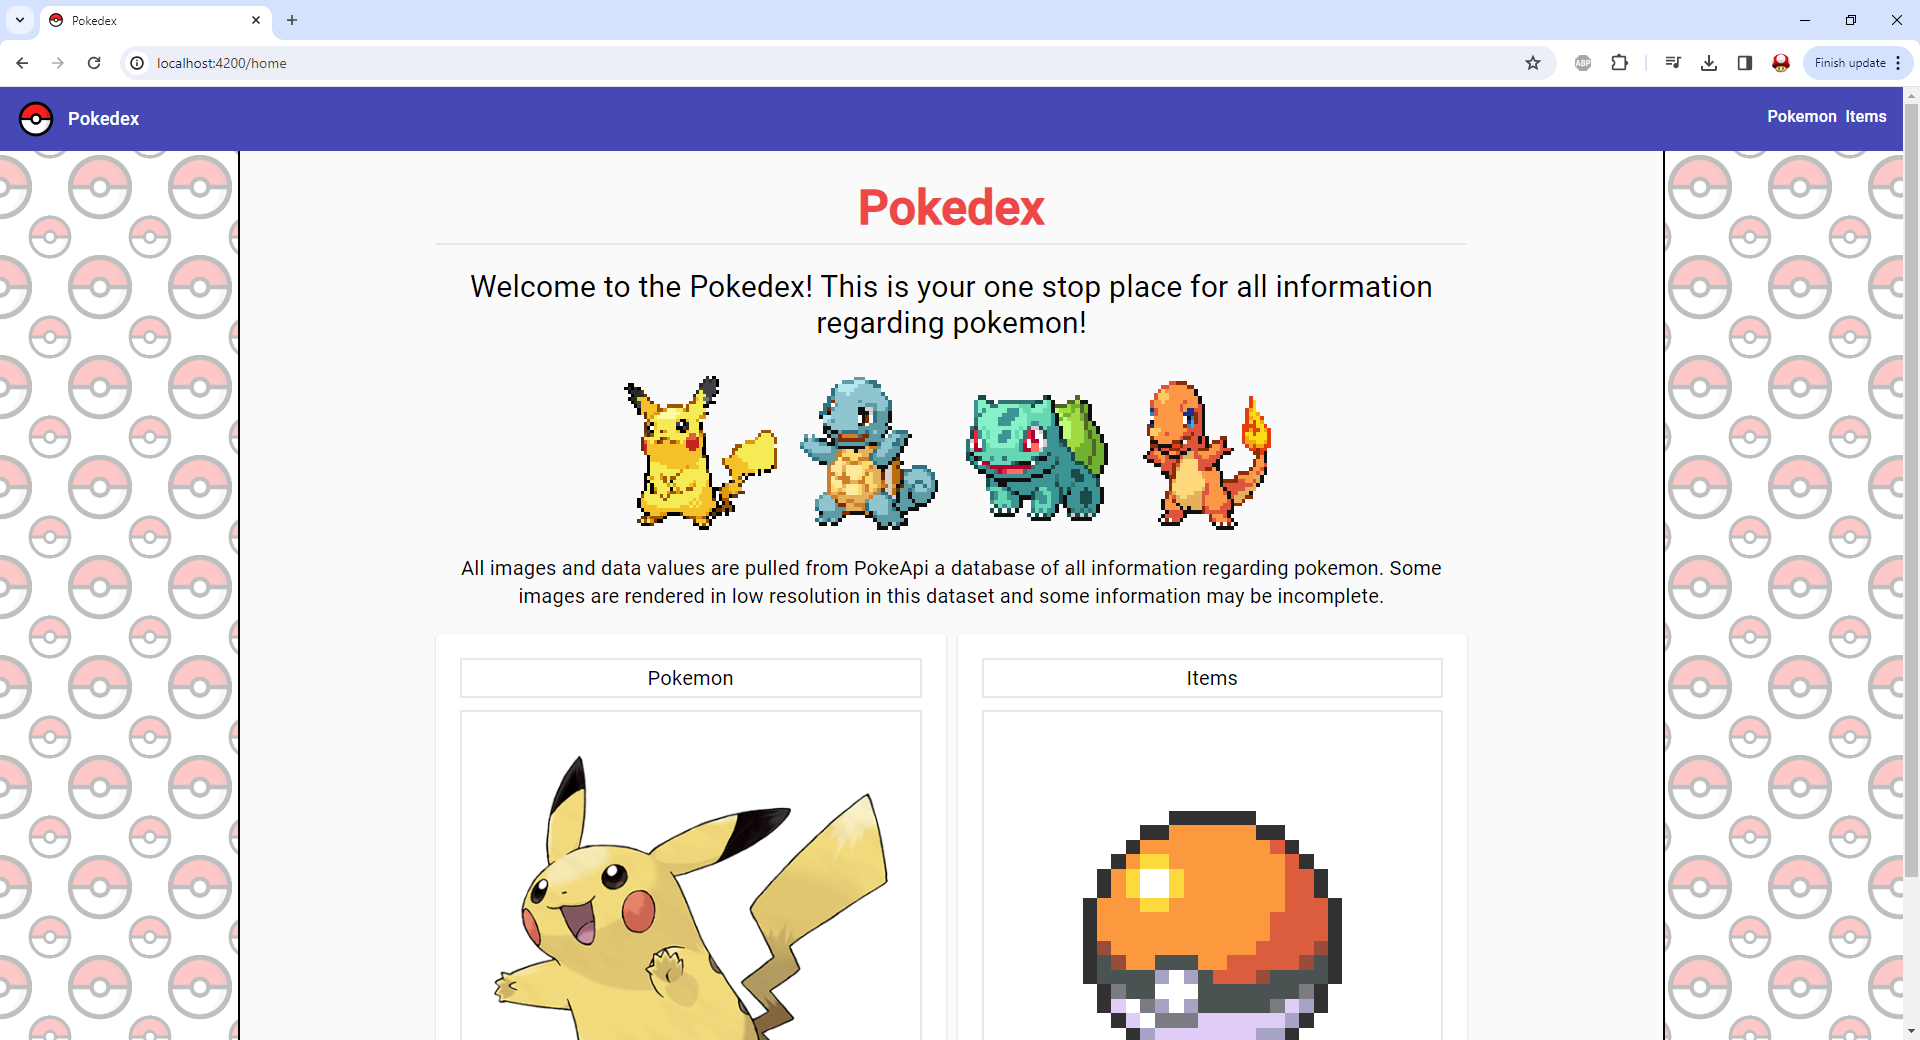 Pokedex
localhost:4200/home
ABP
Finish update
Pokedex
Pokemon Items
Pokedex
Welcome to the Pokedex! This is your one stop place for all information
regarding pokemon!
All images and data values are pulled from PokeApi a database of all information regarding pokemon. Some
images are rendered in low resolution in this dataset and some information may be incomplete.
Pokemon
Items